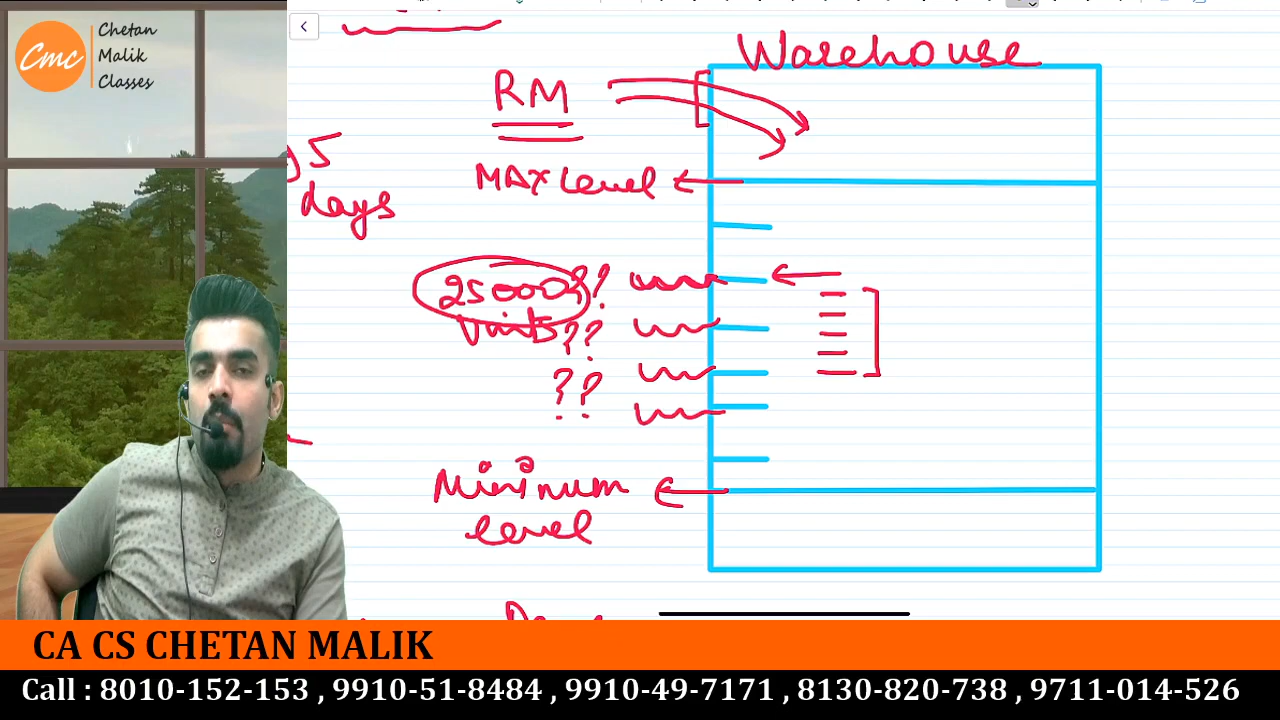 Chetan
Malik
Classes
Cmc
Warehouse
RM
MAX Level
95
days
25000 ??
Units ??
??
Minimum
level
CA CS CHETAN MALIK
Call : 8010-152-153 , 9910-51-8484 , 9910-49-7171 , 8130-820-738 , 9711-014-526